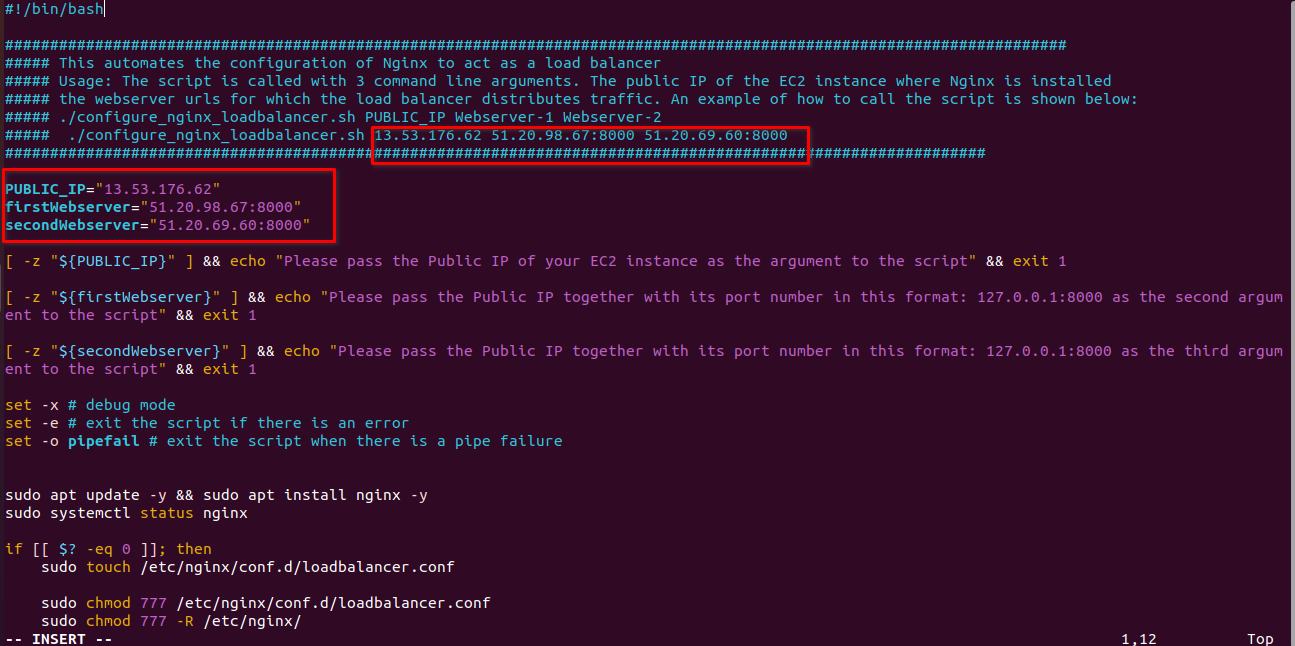 #!/bin/bash
######################################################################################################################
##### This automates the configuration of Nginx to act as a load balancer
##### Usage: The script is called with 3 command line arguments. The public IP of the EC2 instance where Nginx is installed
##### the webserver urls for which the load balancer distributes traffic. An example of how to call the script is shown below:
##### ./configure_nginx_loadbalancer.sh PUBLIC_IP Webserver-1 Webserver-2
#####  ./configure_nginx_loadbalancer.sh 13.53.176.62 51.20.98.67:8000 51.20.69.60:8000
#############################################################################################################
PUBLIC_IP="13.53.176.62"
firstWebserver="51.20.98.67:8000"
secondWebserver="51.20.69.60:8000"
[ -z "${PUBLIC_IP}" ] && echo "Please pass the Public IP of your EC2 instance as the argument to the script" && exit 1
[ -z "${firstWebserver}" ] && echo "Please pass the Public IP together with its port number in this format: 127.0.0.1:8000 as the second argum
ent to the script" && exit 1
[ -z "${secondWebserver}" ] && echo "Please pass the Public IP together with its port number in this format: 127.0.0.1:8000 as the third argum
ent to the script" && exit 1
set -x # debug mode
set -e # exit the script if there is an error
set -o pipefail # exit the script when there is a pipe failure
sudo apt update -y && sudo apt install nginx -y
sudo systemctl status nginx
if [[ $? -eq 0 ]]; then
    sudo touch /etc/nginx/conf.d/loadbalancer.conf
    sudo chmod 777 /etc/nginx/conf.d/loadbalancer.conf
    sudo chmod 777 -R /etc/nginx/
-- INSERT -- 1,12 Top